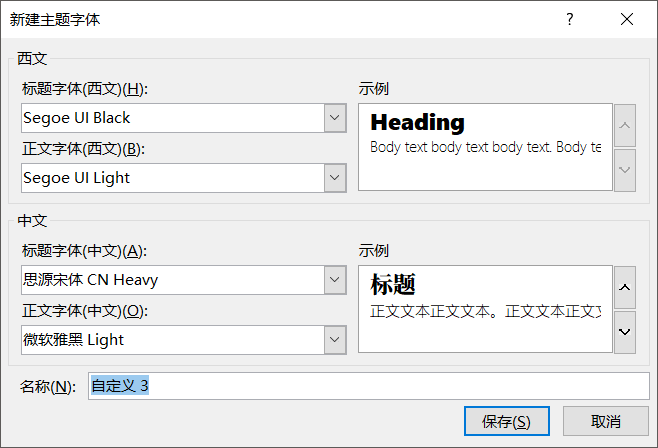 新建主题字体
西文
标题字体(西文)(H):
Segoe UI Black
正文字体(西文)(B):
Segoe UI Light
示例
Heading
Body text body text body text. Body te
中文
标题字体(中文)(A):
思源宋体 CN Heavy
正文字体(中文)(O):
微软雅黑 Light
示例
标题
正文文本正文文本。正文文本正文
名称(N):
自定义 3
保存(S)
取消